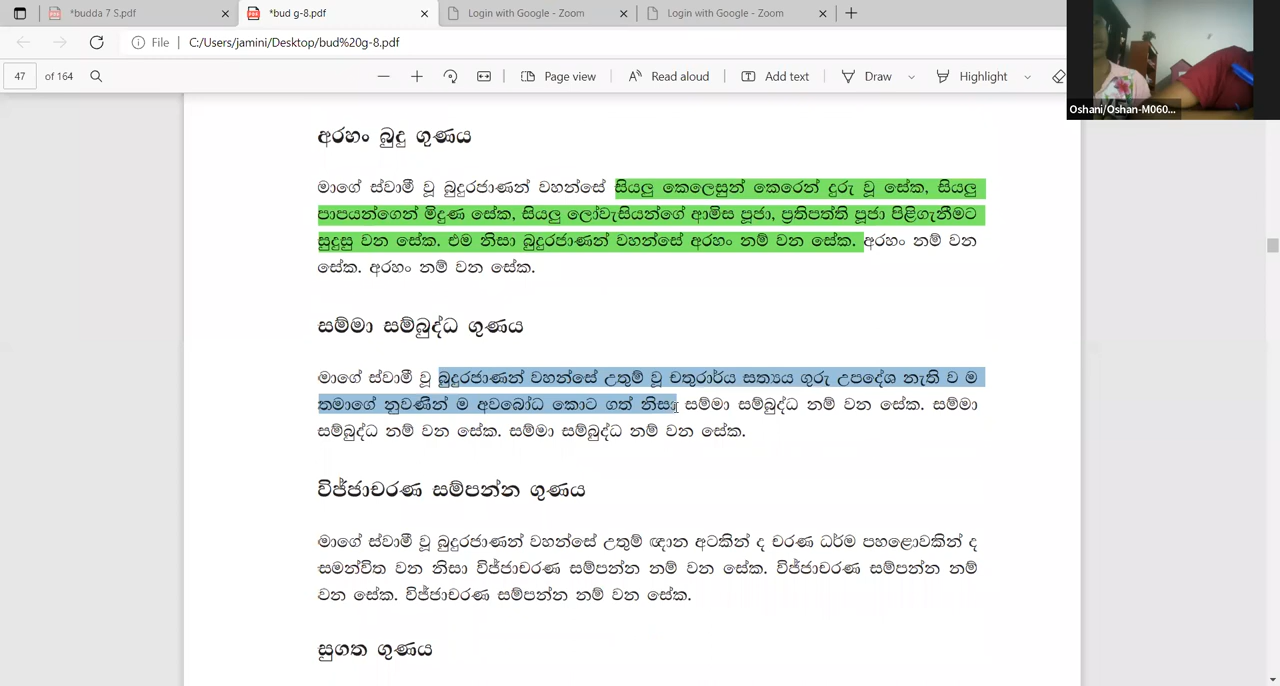 *budda 7 S.pdf
*bud g-8.pdf
Login with Google - Zoom
Login with Google - Zoom
File
C:/Users/jamini/Desktop/bud%20g-8.pdf
47 of 164
Page view
Read aloud
Add text
Draw
Highlight
Oshani/Oshan-M060...
අරහං බුදු ගුණය
මාගේ ස්වාමී වූ බුදුරජාණන් වහන්සේ සියලු කෙලෙසුන් කෙරෙන් දුරු වූ සේක, සියලු
පාපයන්ගෙන් මිදුණ සේක, සියලු ලෝවැසියන්ගේ ආමිස පූජා, ප්‍රතිපත්ති පූජා පිළිගැනීමට
සුදුසු වන සේක. එම නිසා බුදුරජාණන් වහන්සේ අරහං නම් වන සේක. අරහං නම් වන
සේක. අරහං නම් වන සේක.
සම්මා සම්බුද්ධ ගුණය
මාගේ ස්වාමී වූ බුදුරජාණන් වහන්සේ උතුම් වූ චතුරාර්ය සත්‍යය ගුරු උපදේශ නැති ව ම
තමාගේ නුවණින් ම අවබෝධ කොට ගත් නිසා සම්මා සම්බුද්ධ නම් වන සේක. සම්මා
සම්බුද්ධ නම් වන සේක. සම්මා සම්බුද්ධ නම් වන සේක.
විජ්ජාචරණ සම්පන්න ගුණය
මාගේ ස්වාමී වූ බුදුරජාණන් වහන්සේ උතුම් ඥාන අටකින් ද චරණ ධර්ම පහළොවකින් ද
සමන්විත වන නිසා විජ්ජාචරණ සම්පන්න නම් වන සේක. විජ්ජාචරණ සම්පන්න නම්
වන සේක. විජ්ජාචරණ සම්පන්න නම් වන සේක.
සුගත ගුණය